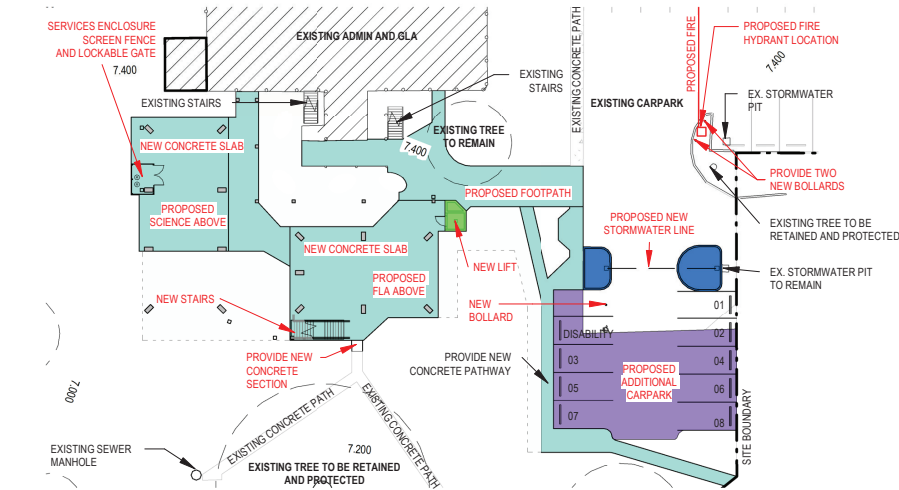 SERVICES ENCLOSURE
SCREEN FENCE
AND LOCKABLE GATE
7.400
EXISTING ADMIN AND GLA
EXISTING STAIRS
EXISTING
STAIRS
EXISTING CONCRETE PATH
EXISTING CARPARK
PROPOSED FIRE
PROPOSED FIRE
HYDRANT LOCATION
7.400
EX. STORMWATER
PIT
NEW CONCRETE SLAB
EXISTING TREE
TO REMAIN
7.400
PROVIDE TWO
NEW BOLLARDS
PROPOSED FOOTPATH
PROPOSED
SCIENCE ABOVE
PROPOSED NEW
STORMWATER LINE
EXISTING TREE TO BE
RETAINED AND PROTECTED
NEW CONCRETE SLAB
NEW LIFT
PROPOSED
FLA ABOVE
EX. STORMWATER PIT
TO REMAIN
NEW STAIRS
NEW
BOLLARD
01
DISABILITY
02
PROVIDE NEW
CONCRETE
SECTION
PROVIDE NEW
CONCRETE PATHWAY
03
04
PROPOSED
ADDITIONAL
CARPARK
05
06
07
08
7.000
SITE BOUNDARY
EXISTING CONCRETE PATH
EXISTING CONCRETE PATH
EXISTING SEWER
MANHOLE
7.200
EXISTING TREE TO BE RETAINED
AND PROTECTED